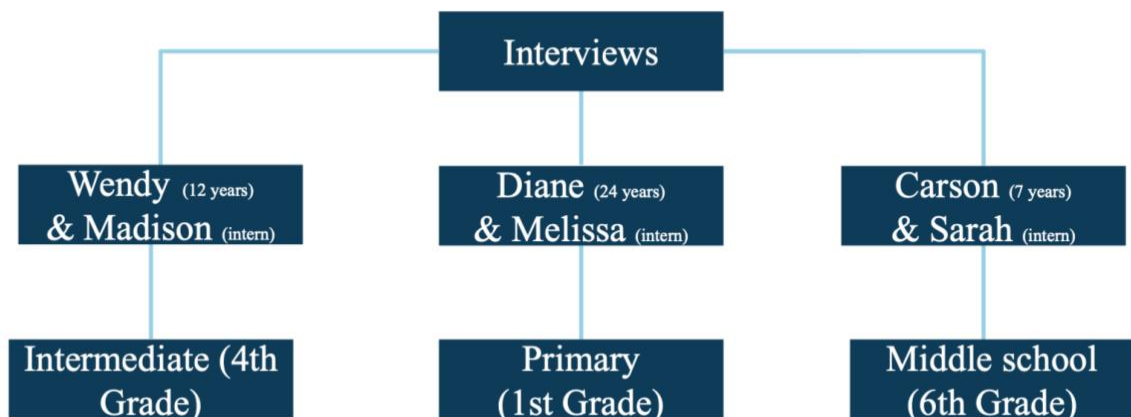 Interviews
Wendy (12 years)
& Madison (intern)
Diane (24 years)
& Melissa (intern)
Carson (7 years)
& Sarah (intern)
Intermediate (4th
Grade)
Primary
(1st Grade)
Middle school
(6th Grade)